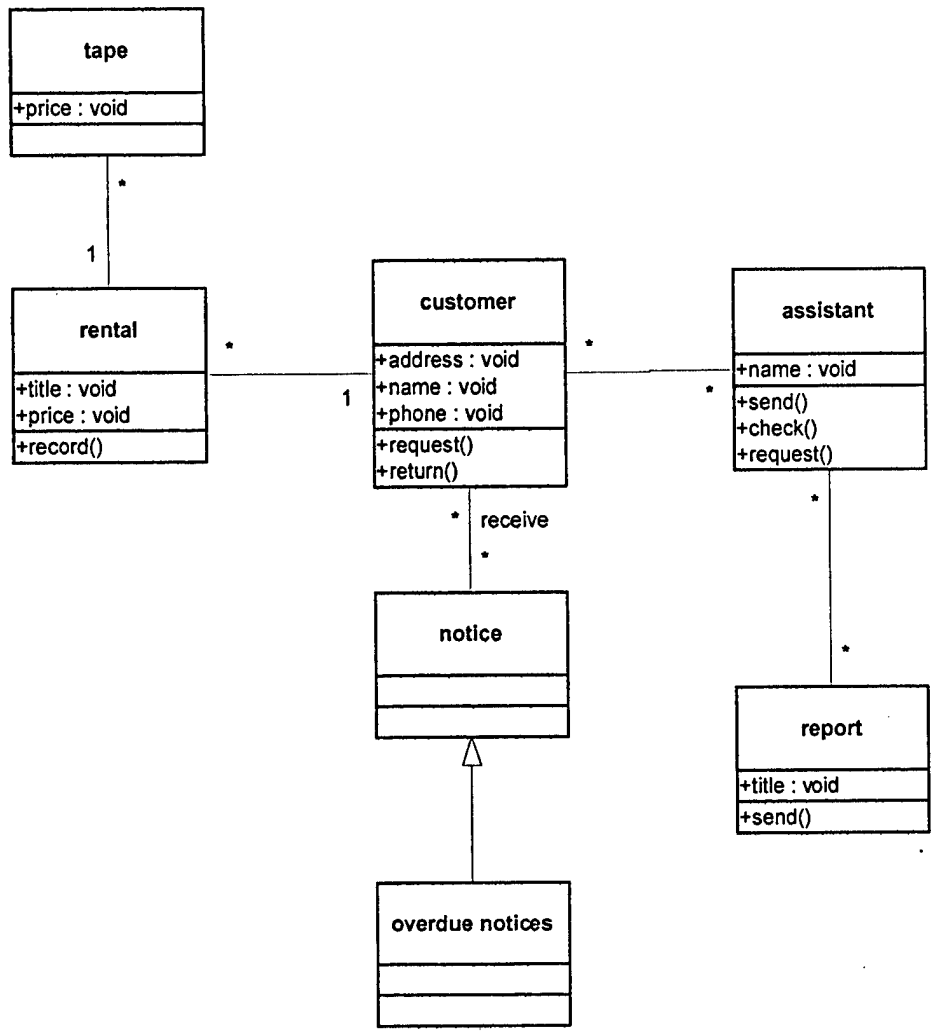 tape
+price : void
*
1
rental
+title : void
+price : void
+record()
*
1
customer
+address : void
+name : void
+phone : void
+request()
+return()
*
*
assistant
+name : void
+send()
+check()
+request()
* receive
*
notice
overdue notices
*
*
report
+title : void
+send()